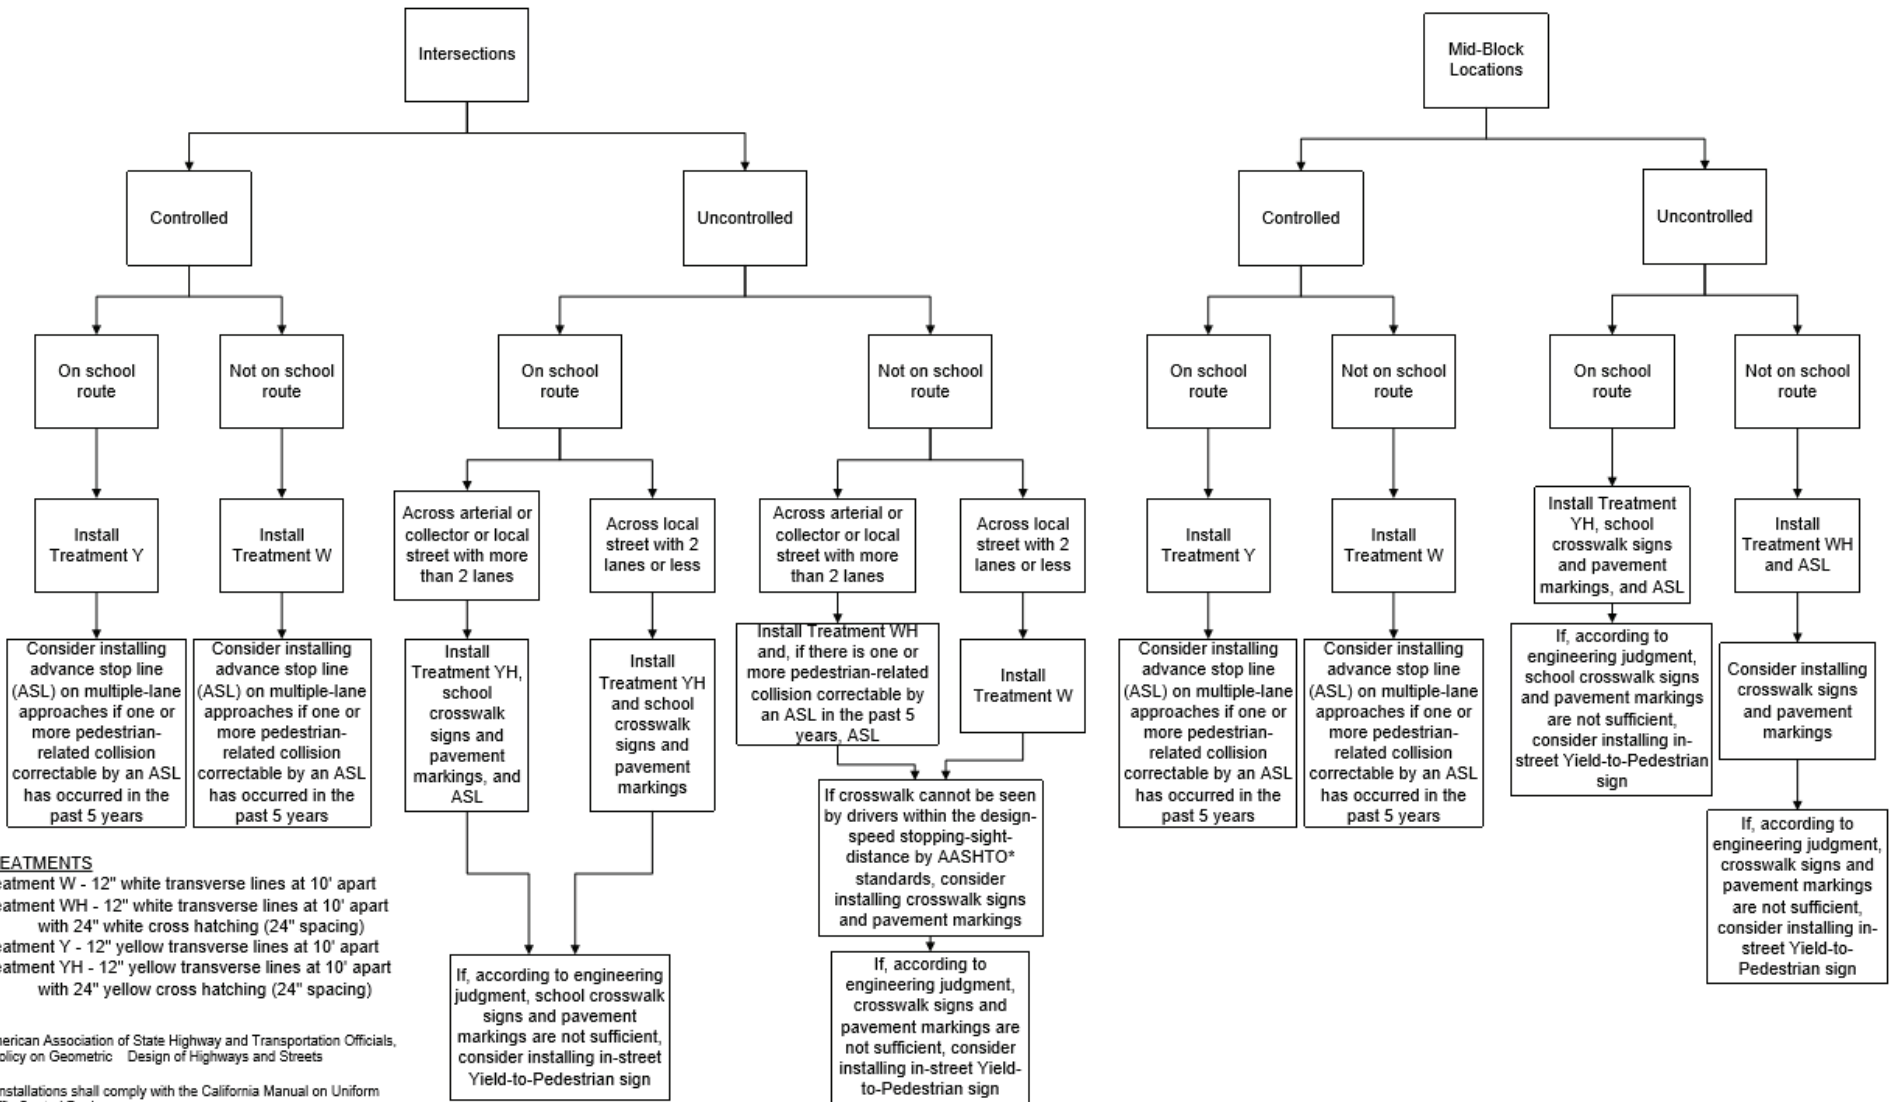 Intersections
Mid-Block
Locations
Controlled
Uncontrolled
Controlled
Uncontrolled
On school
route
Not on school
route
On school
route
Not on school
route
On school
route
Not on school
route
On school
route
Not on school
route
Install
Treatment Y
Install
Treatment W
Across arterial or
collector or local
street with more
than 2 lanes
Across local
street with 2
lanes or less
Across arterial or
collector or local
street with more
than 2 lanes
Across local
street with 2
lanes or less
Install
Treatment Y
Install
Treatment W
Install Treatment
YH, school
crosswalk signs
and pavement
markings, and ASL
Install
Treatment WH
and ASL
Consider installing
advance stop line
(ASL) on multiple-lane
approaches if one or
more pedestrian-
related collision
correctable by an ASL
has occurred in the
past 5 years
Consider installing
advance stop line
(ASL) on multiple-lane
approaches if one or
more pedestrian-
related collision
correctable by an ASL
has occurred in the
past 5 years
Install
Treatment YH,
school
crosswalk
signs and
pavement
markings, and
ASL
Install
Treatment YH
and school
crosswalk
signs and
pavement
markings
Install Treatment WH
and, if there is one or
more pedestrian-related
collision correctable by
an ASL in the past 5
years, ASL
Install
Treatment W
Consider installing
advance stop line
(ASL) on multiple-lane
approaches if one or
more pedestrian-
related collision
correctable by an ASL
has occurred in the
past 5 years
Consider installing
advance stop line
(ASL) on multiple-lane
approaches if one or
more pedestrian-
related collision
correctable by an ASL
has occurred in the
past 5 years
If, according to
engineering judgment,
school crosswalk signs
and pavement markings
are not sufficient,
consider installing in-
street Yield-to-Pedestrian
sign
Consider installing
crosswalk signs
and pavement
markings
If crosswalk cannot be seen
by drivers within the design-
speed stopping-sight-
distance by AASHTO*
standards, consider
installing crosswalk signs
and pavement markings
If, according to
engineering judgment,
crosswalk signs and
pavement markings
are not sufficient,
consider installing in-
street Yield-to-
Pedestrian sign
If, according to engineering
judgment, school crosswalk
signs and pavement
markings are not sufficient,
consider installing in-street
Yield-to-Pedestrian sign
If, according to
engineering judgment,
crosswalk signs and
pavement markings are
not sufficient, consider
installing in-street Yield-
to-Pedestrian sign
EATMENTS
eatment W - 12" white transverse lines at 10' apart
eatment WH - 12" white transverse lines at 10' apart
with 24" white cross hatching (24" spacing)
eatment Y - 12" yellow transverse lines at 10' apart
eatment YH - 12" yellow transverse lines at 10' apart
with 24" yellow cross hatching (24" spacing)
merican Association of State Highway and Transportation Officials,
olicy on Geometric Design of Highways and Streets
nstallations shall comply with the California Manual on Uniform